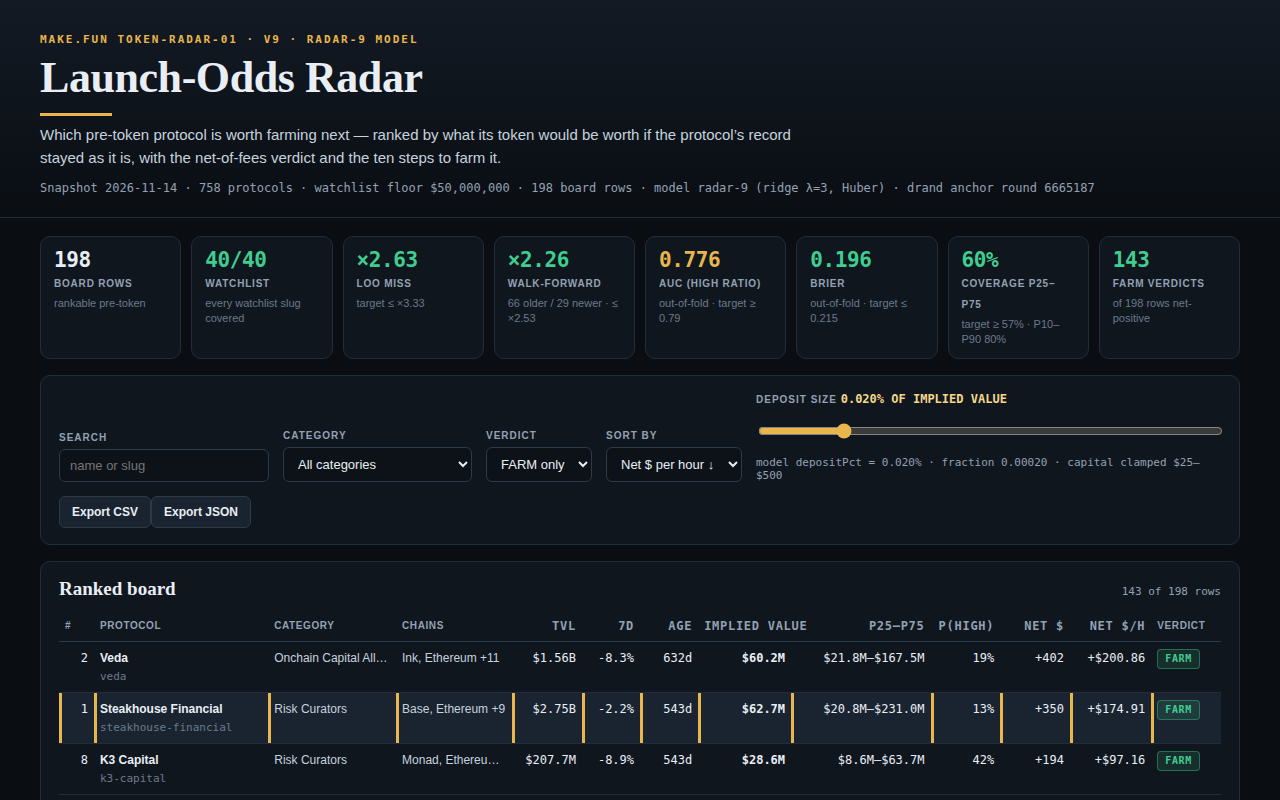 MAKE.FUN TOKEN-RADAR-01 · V9 · RADAR-9 MODEL
Launch-Odds Radar
Which pre-token protocol is worth farming next — ranked by what its token would be worth if the protocol’s record
stayed as it is, with the net-of-fees verdict and the ten steps to farm it.
Snapshot 2026-11-14 · 758 protocols · watchlist floor $50,000,000 · 198 board rows · model radar-9 (ridge λ=3, Huber) · drand anchor round 6665187
198
BOARD ROWS
rankable pre-token
40/40
WATCHLIST
every watchlist slug
covered
×2.63
LOO MISS
target ≤ ×3.33
×2.26
WALK-FORWARD
66 older / 29 newer · ≤
×2.53
0.776
AUC (HIGH RATIO)
out-of-fold · target ≥
0.79
0.196
BRIER
out-of-fold · target ≤
0.215
60%
COVERAGE P25–
P75
target ≥ 57% · P10–
P90 80%
143
FARM VERDICTS
of 198 rows net-
positive
SEARCH
name or slug
CATEGORY
All categories
VERDICT
FARM only
SORT BY
Net $ per hour ↓
DEPOSIT SIZE 0.020% OF IMPLIED VALUE
model depositPct = 0.020% · fraction 0.00020 · capital clamped $25–
$500
Export CSV Export JSON
Ranked board
143 of 198 rows
# PROTOCOL CATEGORY CHAINS TVL 7D AGE IMPLIED VALUE P25–P75 P(HIGH) NET $ NET $/H VERDICT
2 Veda Onchain Capital All… Ink, Ethereum +11 $1.56B -8.3% 632d $60.2M $21.8M–$167.5M 19% +402 +$200.86 FARM
veda
1 Steakhouse Financial Risk Curators Base, Ethereum +9 $2.75B -2.2% 543d $62.7M $20.8M–$231.0M 13% +350 +$174.91 FARM
steakhouse-financial
8 K3 Capital Risk Curators Monad, Ethereu… $207.7M -8.9% 543d $28.6M $8.6M–$63.7M 42% +194 +$97.16 FARM
k3-capital